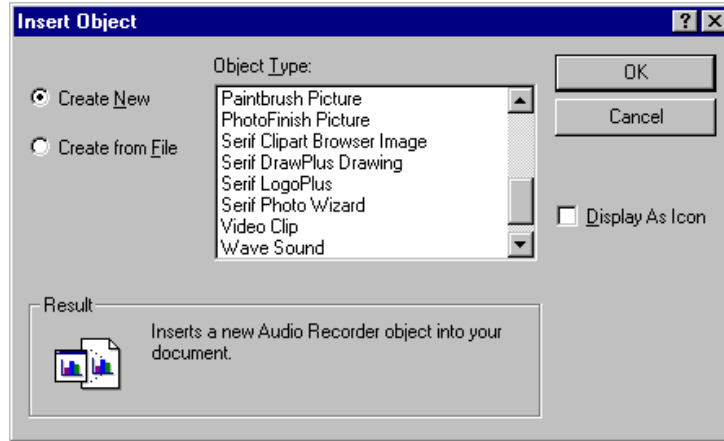 Insert Object
Object Type:
Create New
Create from File
Paintbrush Picture
PhotoFinish Picture
Serif Clipart Browser Image
Serif DrawPlus Drawing
Serif LogoPlus
Serif Photo Wizard
Video Clip
Wave Sound
OK
Cancel
Display As Icon
Result
Inserts a new Audio Recorder object into your
document.